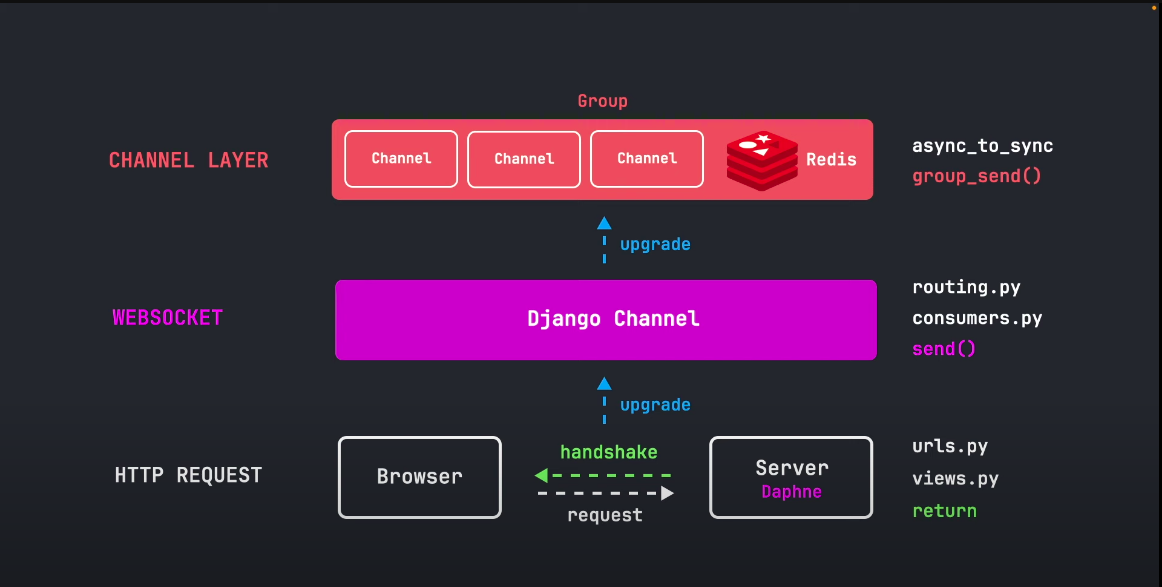 Group
CHANNEL LAYER
Channel
Channel
Channel
Redis
async_to_sync
group_send()
upgrade
WEBSOCKET
Django Channel
routing.py
consumers.py
send()
upgrade
HTTP REQUEST
Browser
handshake
request
Server
Daphne
urls.py
views.py
return